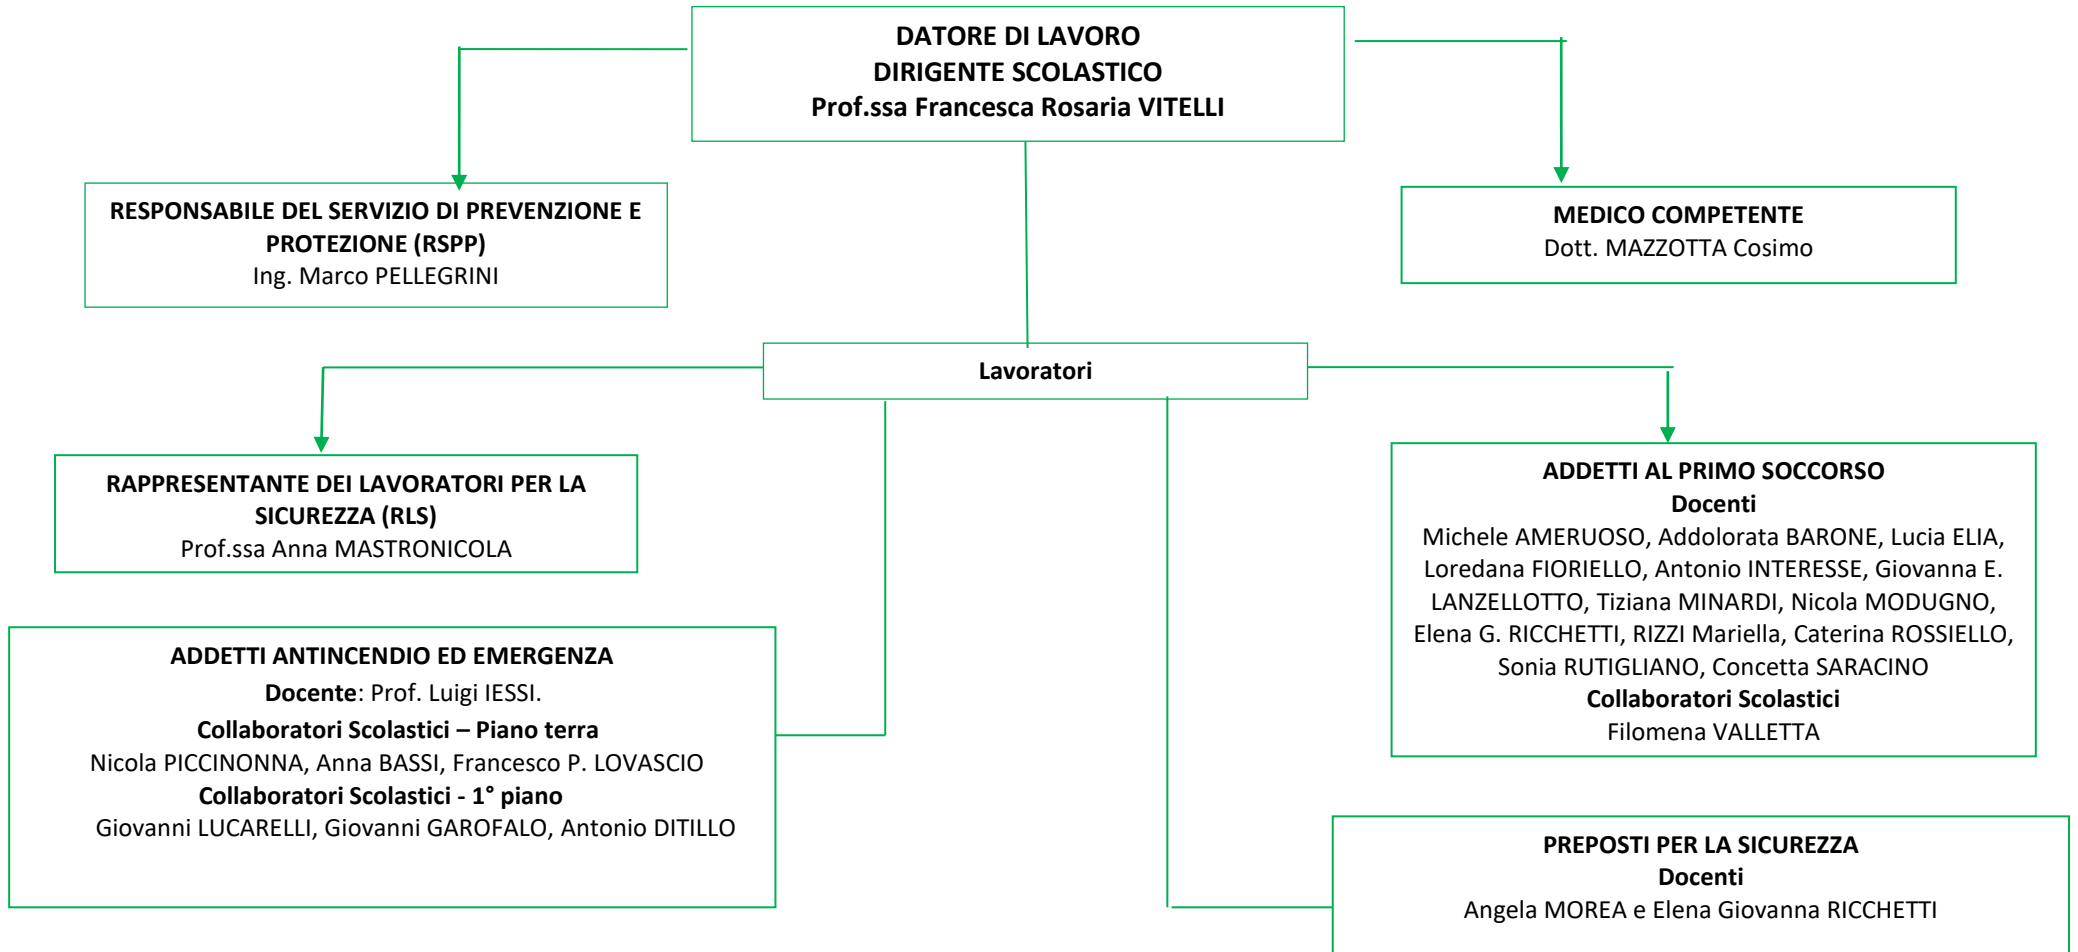 DATORE DI LAVORO
DIRIGENTE SCOLASTICO
Prof.ssa Francesca Rosaria VITELLI
RESPONSABILE DEL SERVIZIO DI PREVENZIONE E
PROTEZIONE (RSPP)
Ing. Marco PELLEGRINI
MEDICO COMPETENTE
Dott. MAZZOTTA Cosimo
Lavoratori
RAPPRESENTANTE DEI LAVORATORI PER LA
SICUREZZA (RLS)
Prof.ssa Anna MASTRONICOLA
ADDETTI AL PRIMO SOCCORSO
Docenti
Michele AMERUOSO, Addolorata BARONE, Lucia ELIA,
Loredana FIORIELLO, Antonio INTERESSE, Giovanna E.
LANZELLOTTO, Tiziana MINARDI, Nicola MODUGNO,
Elena G. RICCHETTI, RIZZI Mariella, Caterina ROSSIELLO,
Sonia RUTIGLIANO, Concetta SARACINO
Collaboratori Scolastici
Filomena VALLETTA
ADDETTI ANTINCENDIO ED EMERGENZA
Docente: Prof. Luigi IESSI.
Collaboratori Scolastici – Piano terra
Nicola PICCINONNA, Anna BASSI, Francesco P. LOVASCIO
Collaboratori Scolastici - 1° piano
Giovanni LUCARELLI, Giovanni GAROFALO, Antonio DITILLO
PREPOSTI PER LA SICUREZZA
Docenti
Angela MOREA e Elena Giovanna RICCHETTI